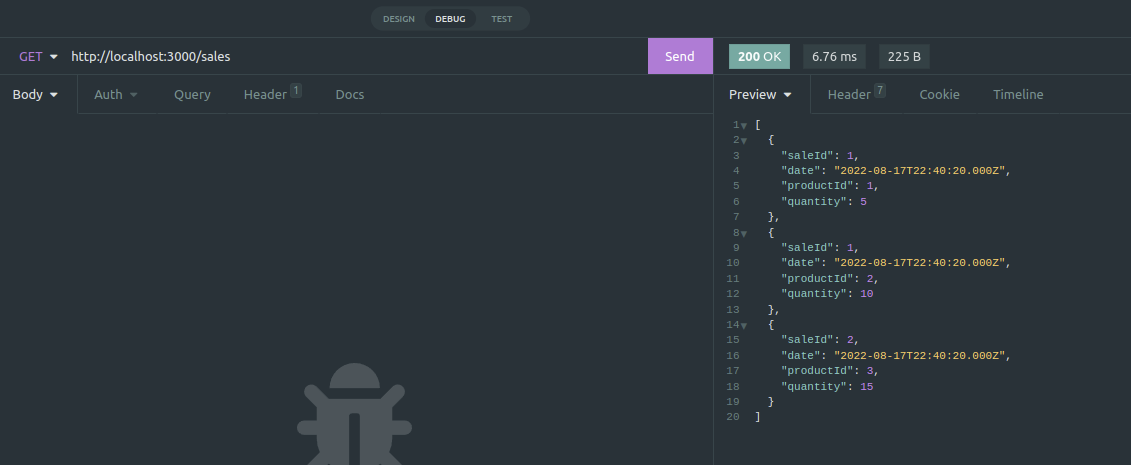 DESIGN DEBUG TEST
GET http://localhost:3000/sales Send 200 OK 6.76 ms 225 B
Body Auth Query Header 1 Docs Preview Header 7 Cookie Timeline
1 [
2 {
3 "saleId": 1,
4 "date": "2022-08-17T22:40:20.000Z",
5 "productId": 1,
6 "quantity": 5
7 },
8 {
9 "saleId": 1,
10 "date": "2022-08-17T22:40:20.000Z",
11 "productId": 2,
12 "quantity": 10
13 },
14 {
15 "saleId": 2,
16 "date": "2022-08-17T22:40:20.000Z",
17 "productId": 3,
18 "quantity": 15
19 }
20 ]